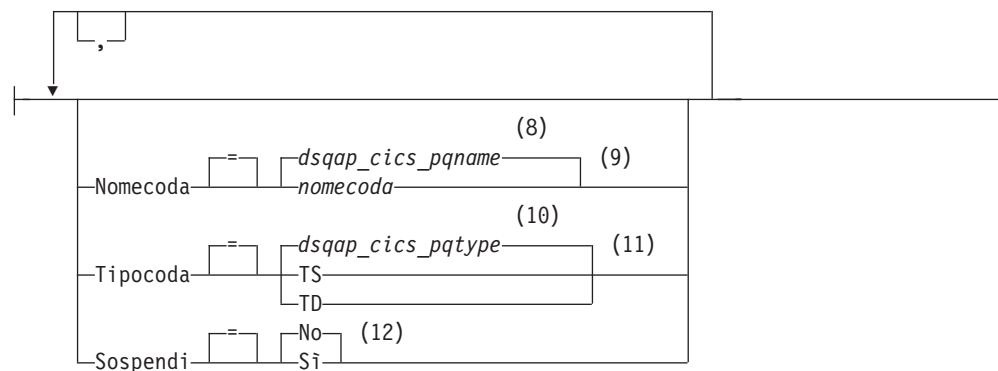 ,
(8)
= dsqap_cics_pqname (9)
Nomecoda nomecoda
(10)
= dsqap_cics_pqtype (11)
Tipocoda TS
TD
= No (12)
Sospendi Sì